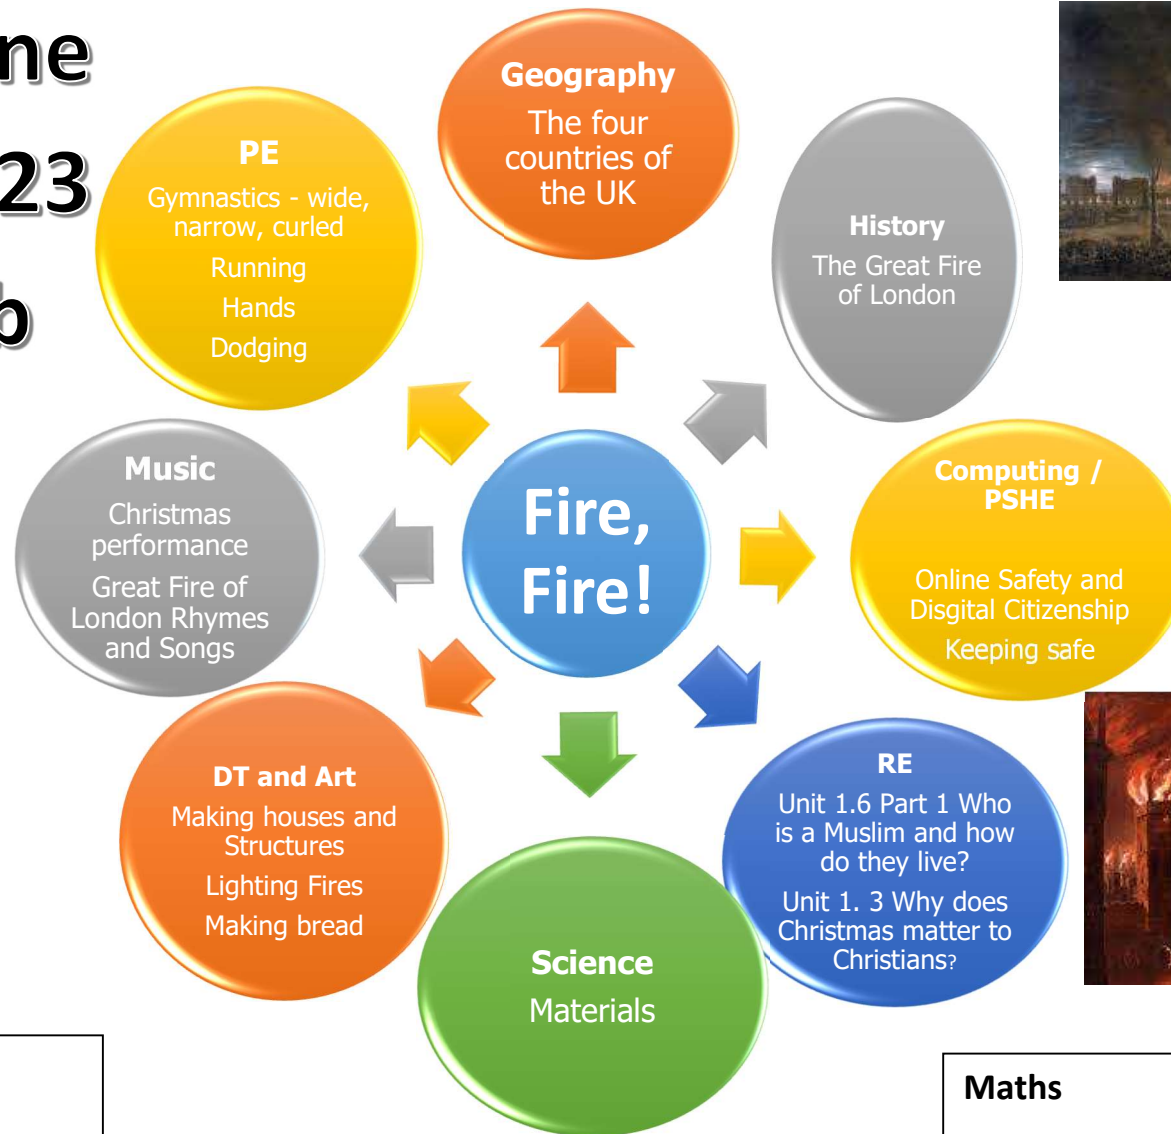 ne
23
b
Geography
The four
countries of
the UK
PE
Gymnastics - wide,
narrow, curled
Running
Hands
Dodging
History
The Great Fire
of London
Music
Christmas
performance
Great Fire of
London Rhymes
and Songs
Fire,
Fire!
Computing /
PSHE
Online Safety and
Disgital Citizenship
Keeping safe
DT and Art
Making houses and
Structures
Lighting Fires
Making bread
RE
Unit 1.6 Part 1 Who
is a Muslim and how
do they live?
Unit 1. 3 Why does
Christmas matter to
Christians?
Science
Materials
Maths